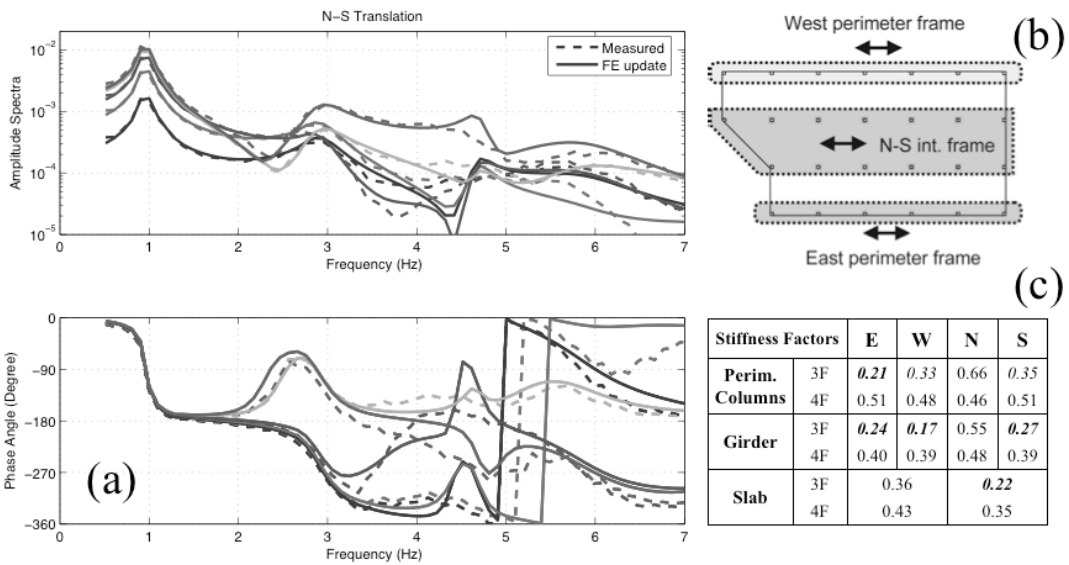 N–S Translation
10⁻²
10⁻³
10⁻⁴
10⁻⁵
Amplitude Spectra
Measured
FE update
0 1 2 3 4 5 6 7
Frequency (Hz)
West perimeter frame
(b)
N-S int. frame
East perimeter frame
0
−90
−180
−270
−360
Phase Angle (Degree)
(a)
0 1 2 3 4 5 6 7
Frequency (Hz)
(c)
Stiffness Factors E W N S
Perim. Columns 3F 0.21 0.33 0.66 0.35
4F 0.51 0.48 0.46 0.51
Girder 3F 0.24 0.17 0.55 0.27
4F 0.40 0.39 0.48 0.39
Slab 3F 0.36 0.22
4F 0.43 0.35